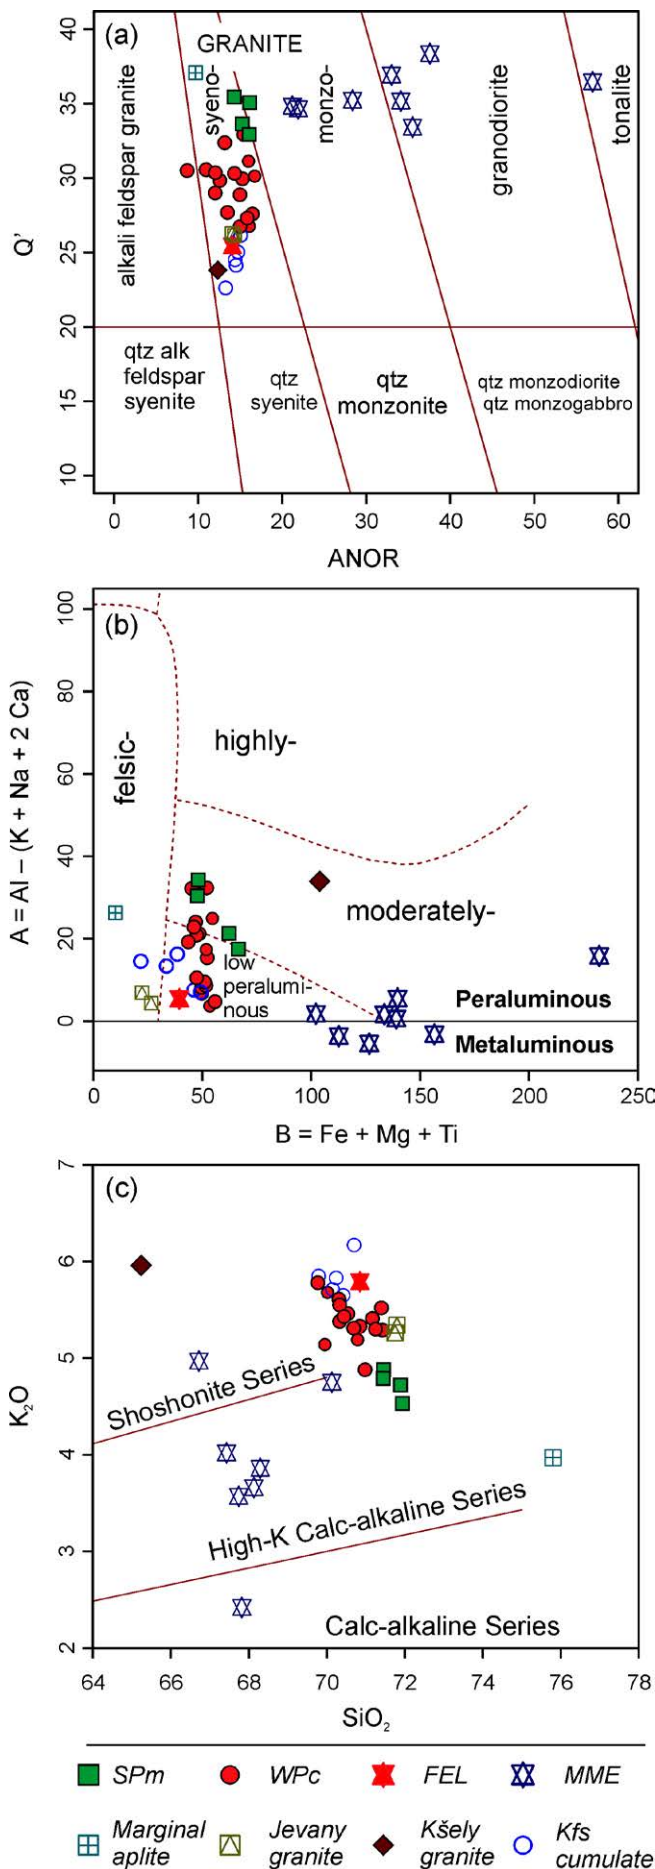 (a)
GRANITE
alkali feldspar granite
syeno-
monzo-
granodiorite
tonalite
qtz alk
feldspar
syenite
qtz
syenite
qtz
monzonite
qtz monzodiorite
qtz monzogabbro
Q'
40
35
30
25
20
15
10
0 10 20 30 40 50 60
ANOR
(b)
felsic-
highly-
moderately-
low
peralumi-
nous
Peraluminous
Metaluminous
A = Al – (K + Na + 2 Ca)
100
80
60
40
20
0
0 50 100 150 200 250
B = Fe + Mg + Ti
(c)
Shoshonite Series
High-K Calc-alkaline Series
Calc-alkaline Series
K2O
7
6
5
4
3
2
64 66 68 70 72 74 76 78
SiO2
SPm WPc FEL MME
Marginal
aplite
Jevany
granite
Kšely
granite
Kfs
cumulate